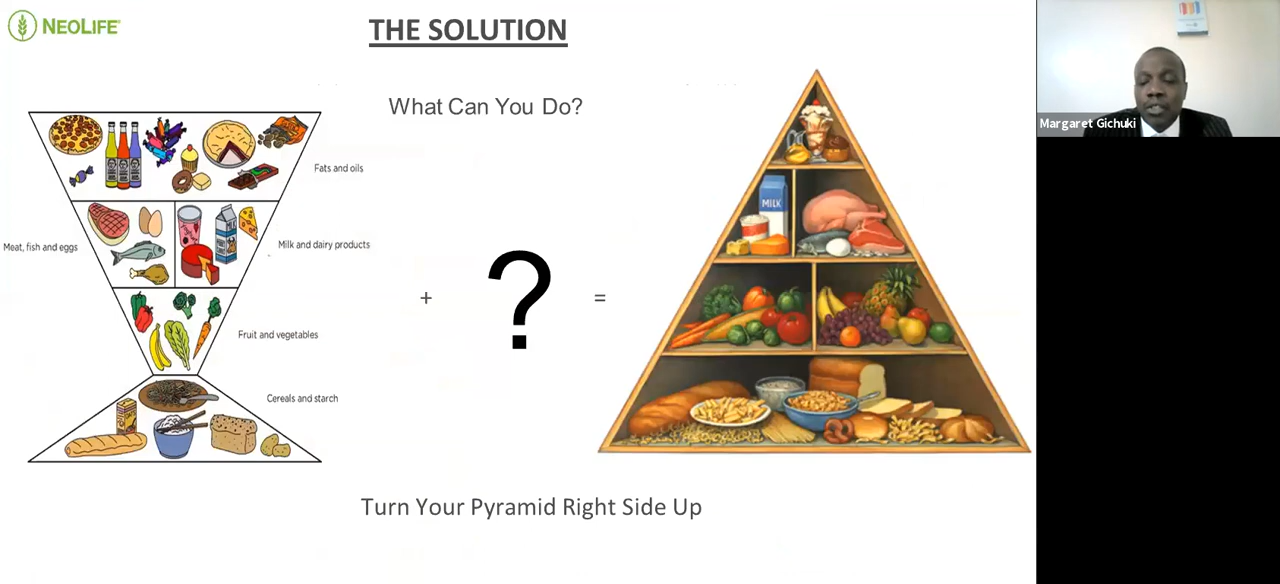 NEOLIFE
THE SOLUTION
What Can You Do?
Fats and oils
Meat, fish and eggs
Milk and dairy products
Fruit and vegetables
Cereals and starch
+
?
=
MILK
Turn Your Pyramid Right Side Up
Margaret Gichuki